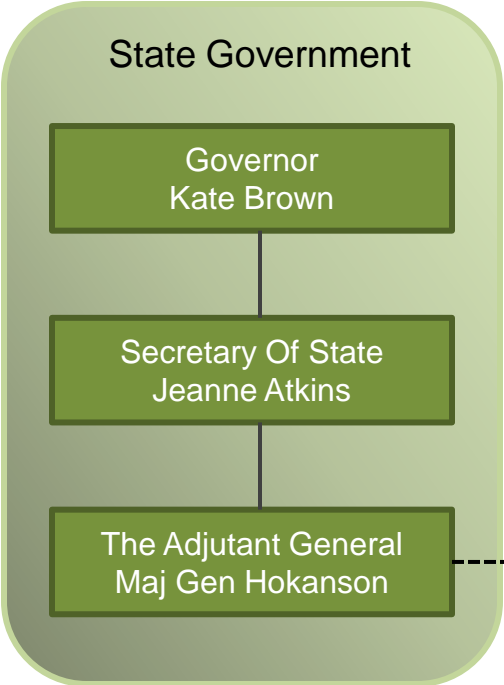 State Government
Governor
Kate Brown
Secretary Of State
Jeanne Atkins
The Adjutant General
Maj Gen Hokanson